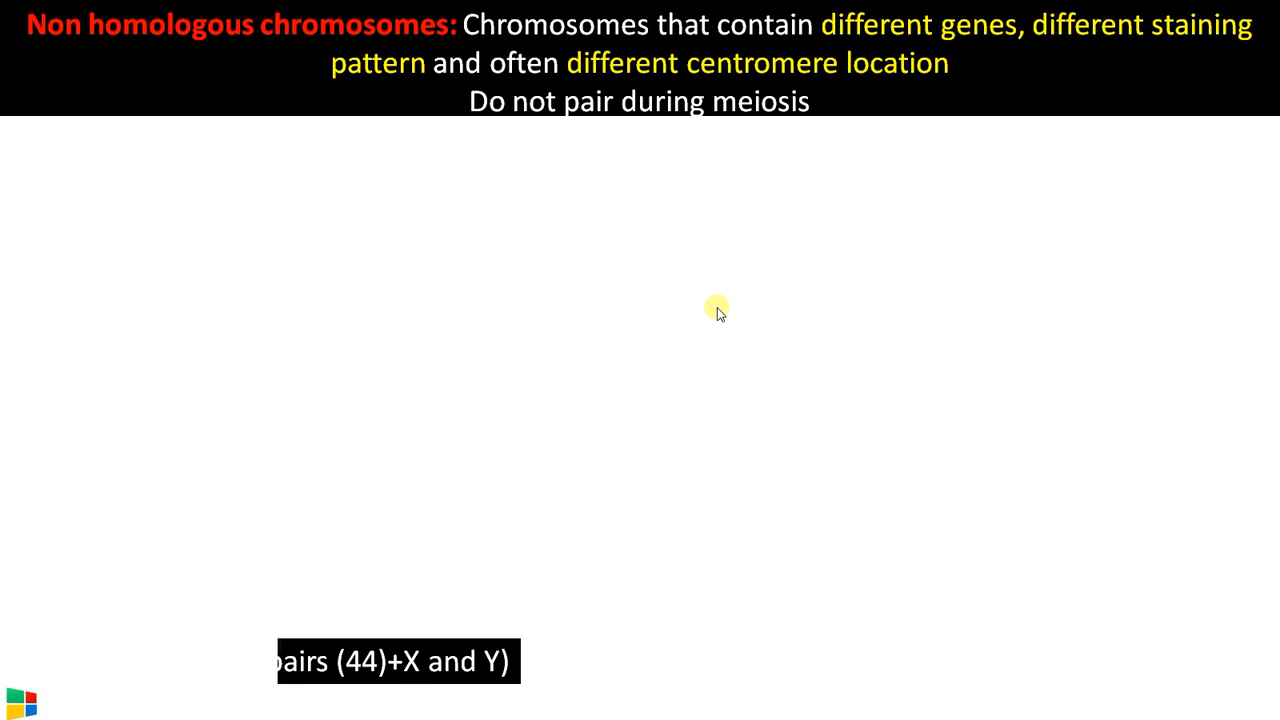 Non homologous chromosomes: Chromosomes that contain different genes, different staining
pattern and often different centromere location
Do not pair during meiosis
pairs (44)+X and Y)